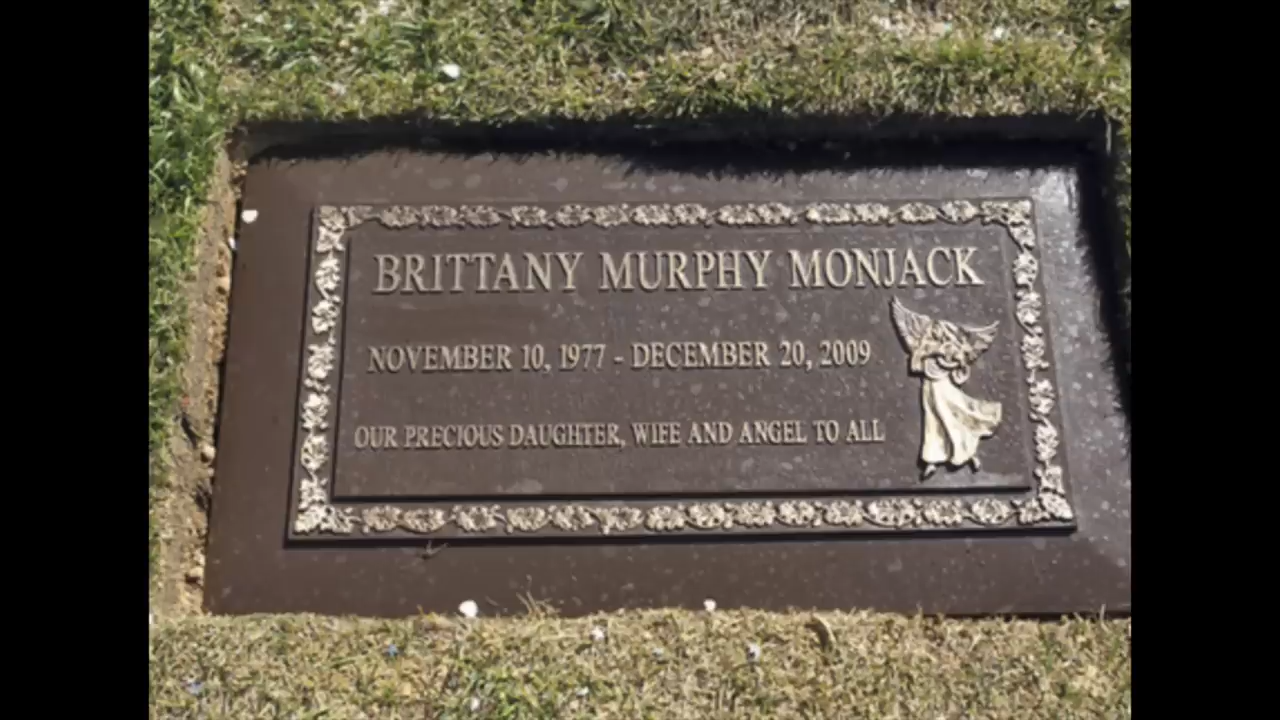 BRITTANY MURPHY MONJACK
NOVEMBER 10, 1977 - DECEMBER 20, 2009
OUR PRECIOUS DAUGHTER, WIFE AND ANGEL TO ALL